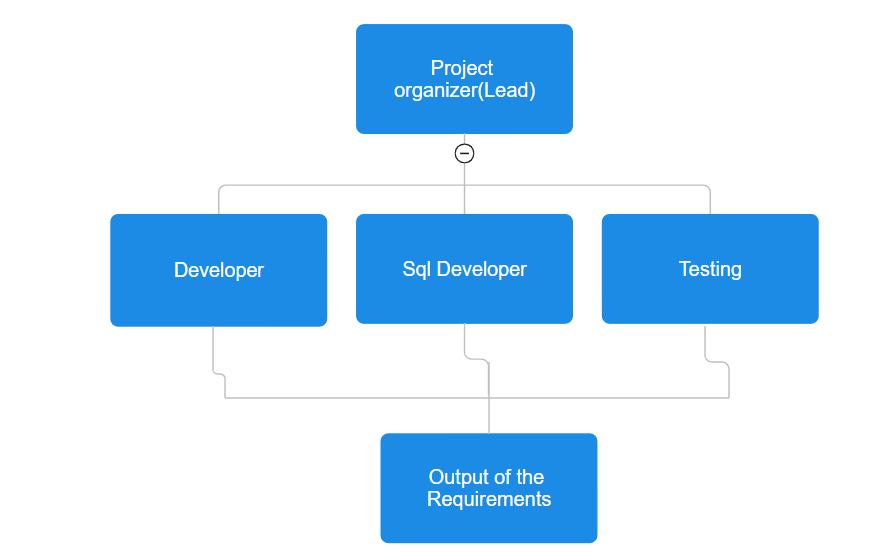 Project
organizer(Lead)
Developer
Sql Developer
Testing
Output of the
Requirements